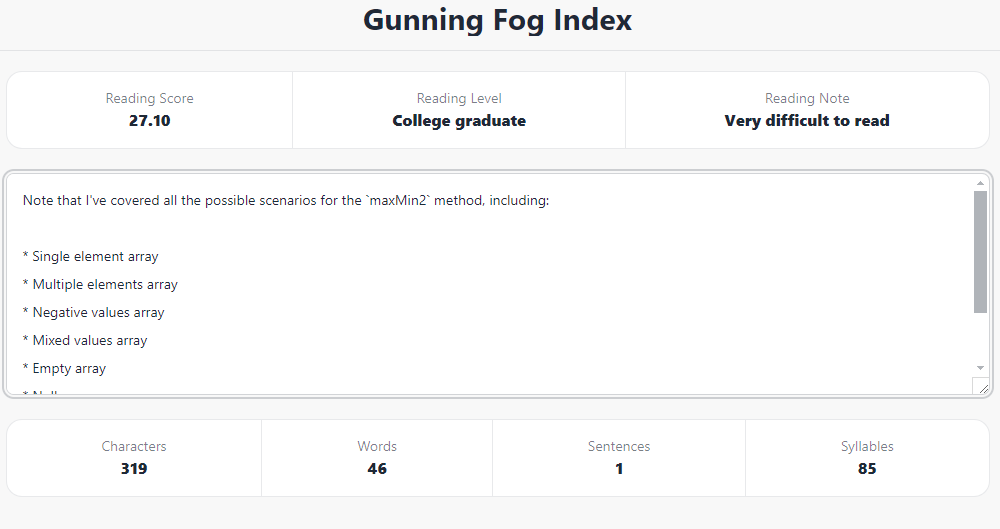 Gunning Fog Index
Reading Score
27.10
Reading Level
College graduate
Reading Note
Very difficult to read
Note that I've covered all the possible scenarios for the `maxMin2` method, including:
* Single element array
* Multiple elements array
* Negative values array
* Mixed values array
* Empty array
Characters
319
Words
46
Sentences
1
Syllables
85